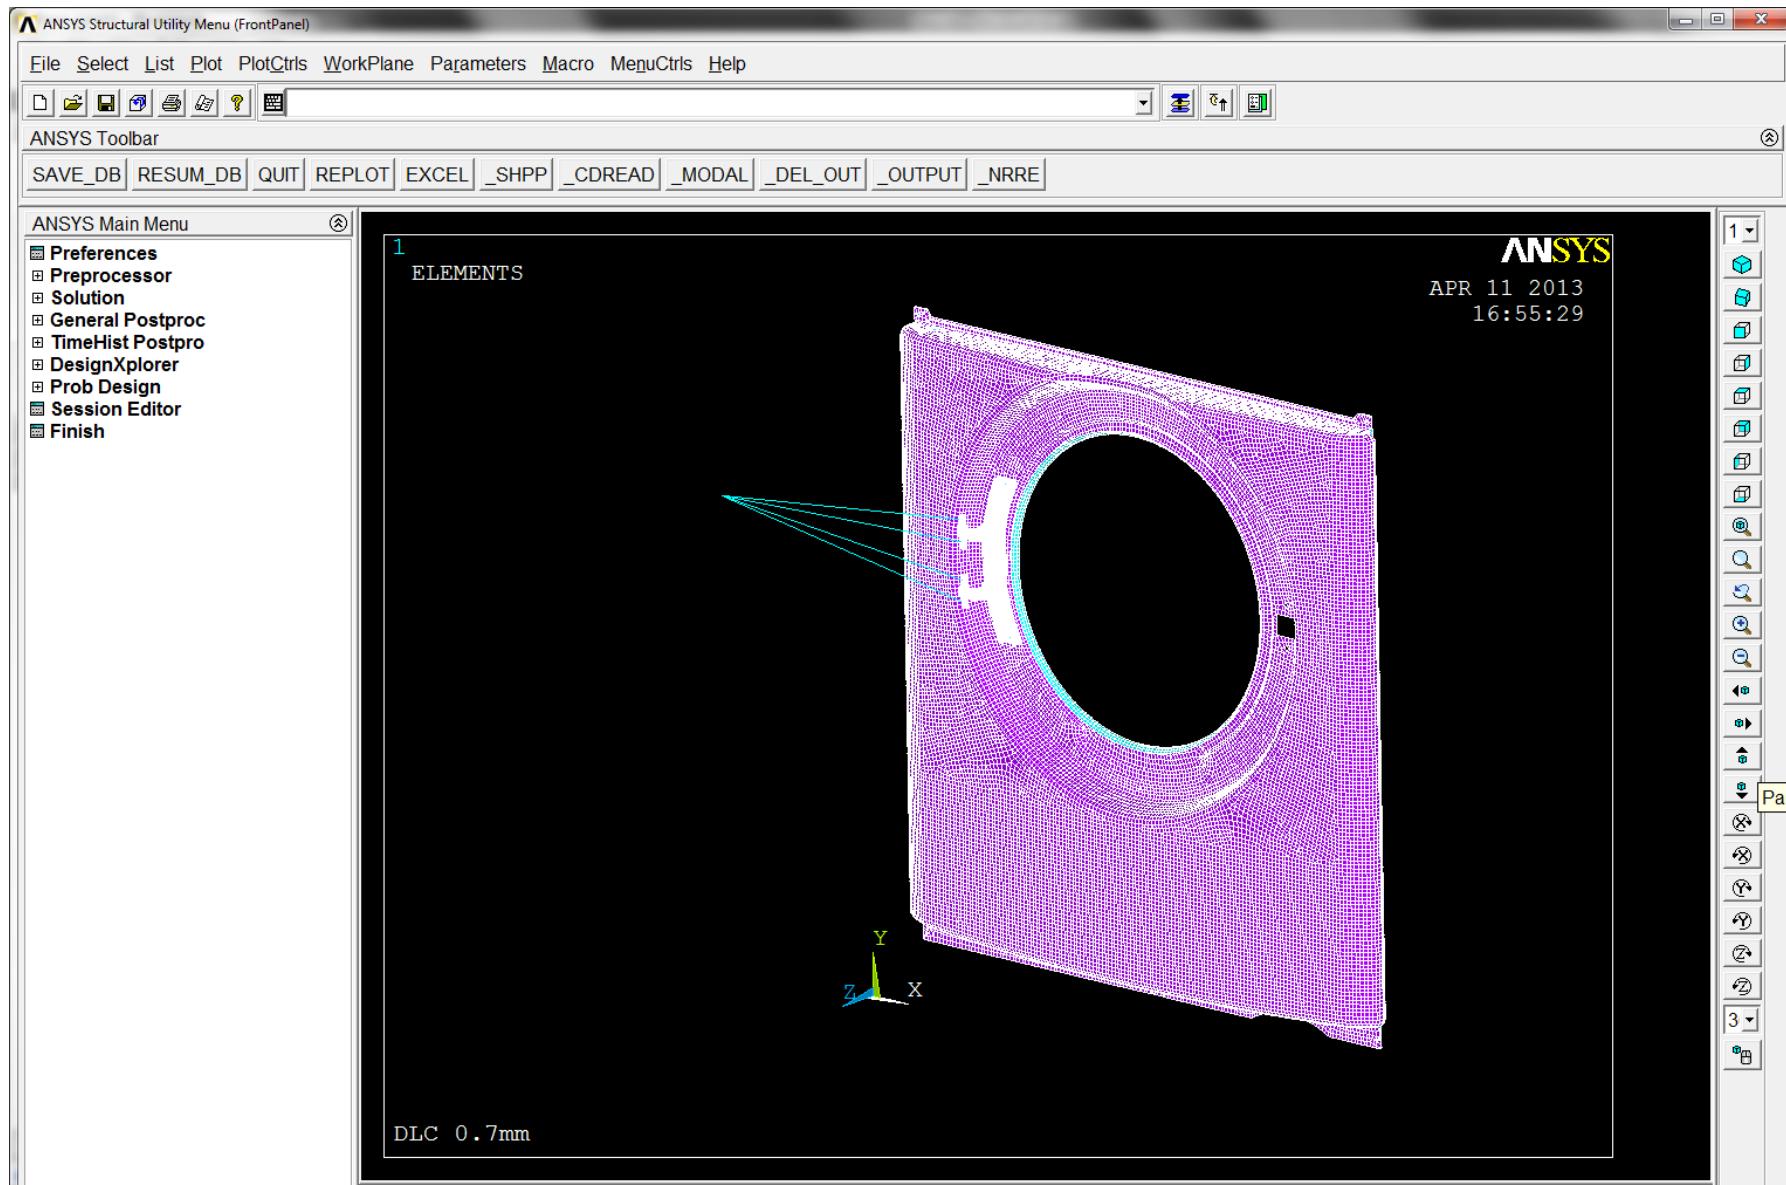 ANSYS Structural Utility Menu (FrontPanel)
File Select List Plot PlotCtrls WorkPlane Parameters Macro MenuCtrls Help
ANSYS Toolbar
SAVE_DB RESUM_DB QUIT REPLOT EXCEL _SHPP _CDREAD _MODAL _DEL_OUT _OUTPUT _NRRE
ANSYS Main Menu
Preferences
Preprocessor
Solution
General Postproc
TimeHist Postpro
DesignXplorer
Prob Design
Session Editor
Finish
1
ELEMENTS
ANSYS
APR 11 2013
16:55:29
Y
Z
X
DLC 0.7mm
1
Pa
X
X
Y
Y
Z
Z
3